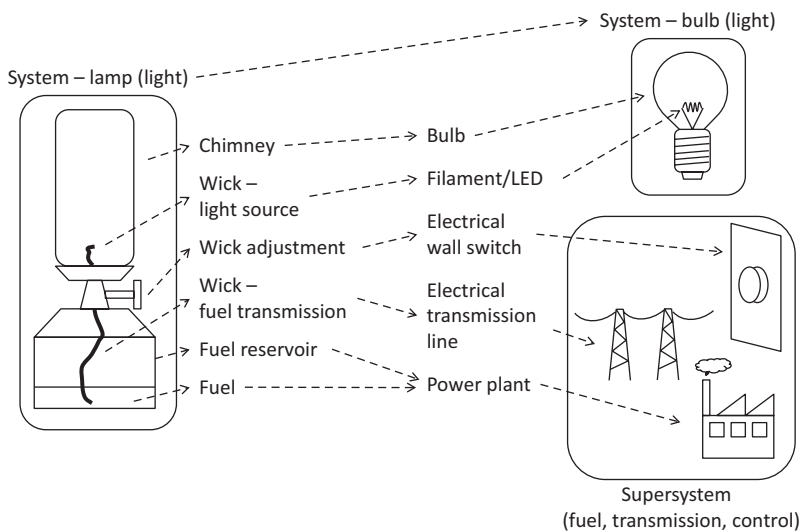 System – bulb (light)
System – lamp (light)
Chimney
Bulb
Wick –
light source
Filament/LED
Wick adjustment
Electrical
wall switch
Wick –
fuel transmission
Electrical
transmission
line
Fuel reservoir
Fuel
Power plant
Supersystem
(fuel, transmission, control)